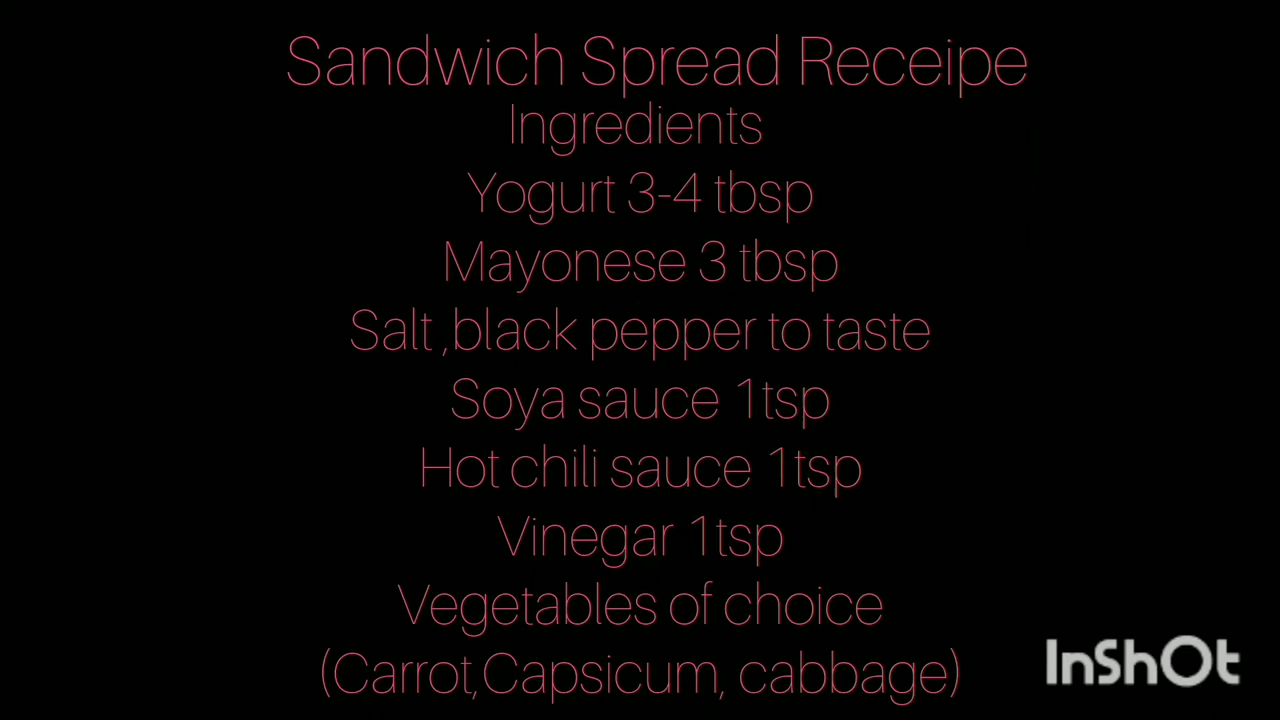 Sandwich Spread Receipe
Ingredients
Yogurt 3-4 tbsp
Mayonese 3 tbsp
Salt ,black pepper to taste
Soya sauce 1tsp
Hot chili sauce 1tsp
Vinegar 1tsp
Vegetables of choice
(Carrot,Capsicum, cabbage)
InShOt